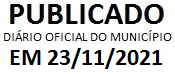 PUBLICADO
DIÁRIO OFICIAL DO MUNICÍPIO
EM 23/11/2021